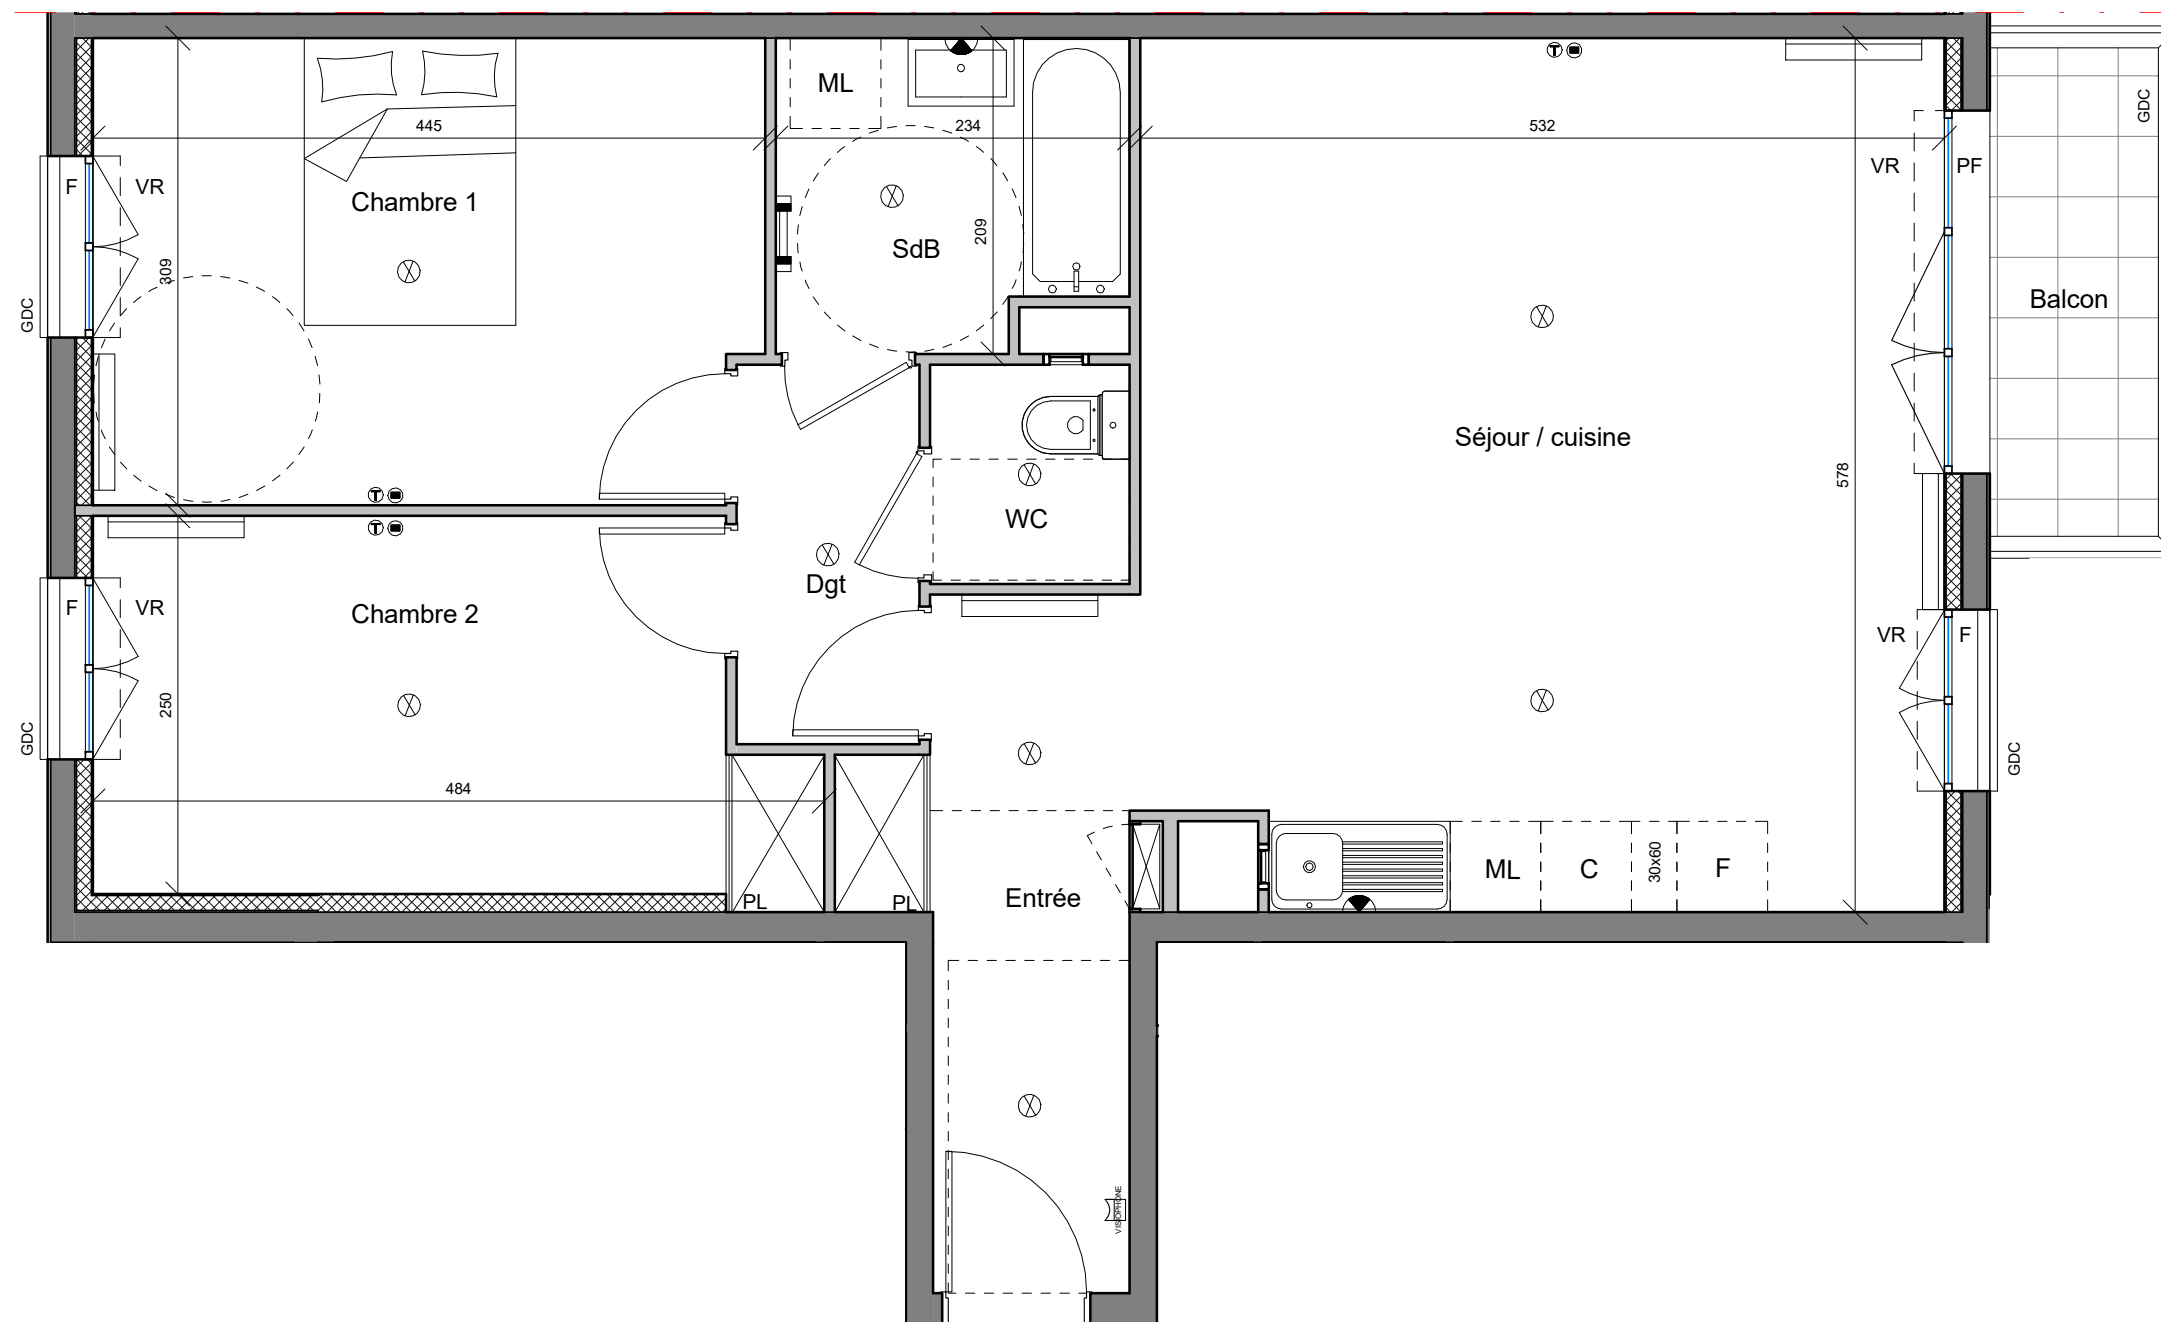 ML
GDC
445
234
532
F
VR
VR
PF
Chambre 1
209
SdB
309
GDC
Balcon
T
Séjour / cuisine
578
T
T
WC
Dgt
F
VR
Chambre 2
VR
F
250
GDC
GDC
484
ML
C
30x60
F
PL
PL
Entrée
VISIOPHONE